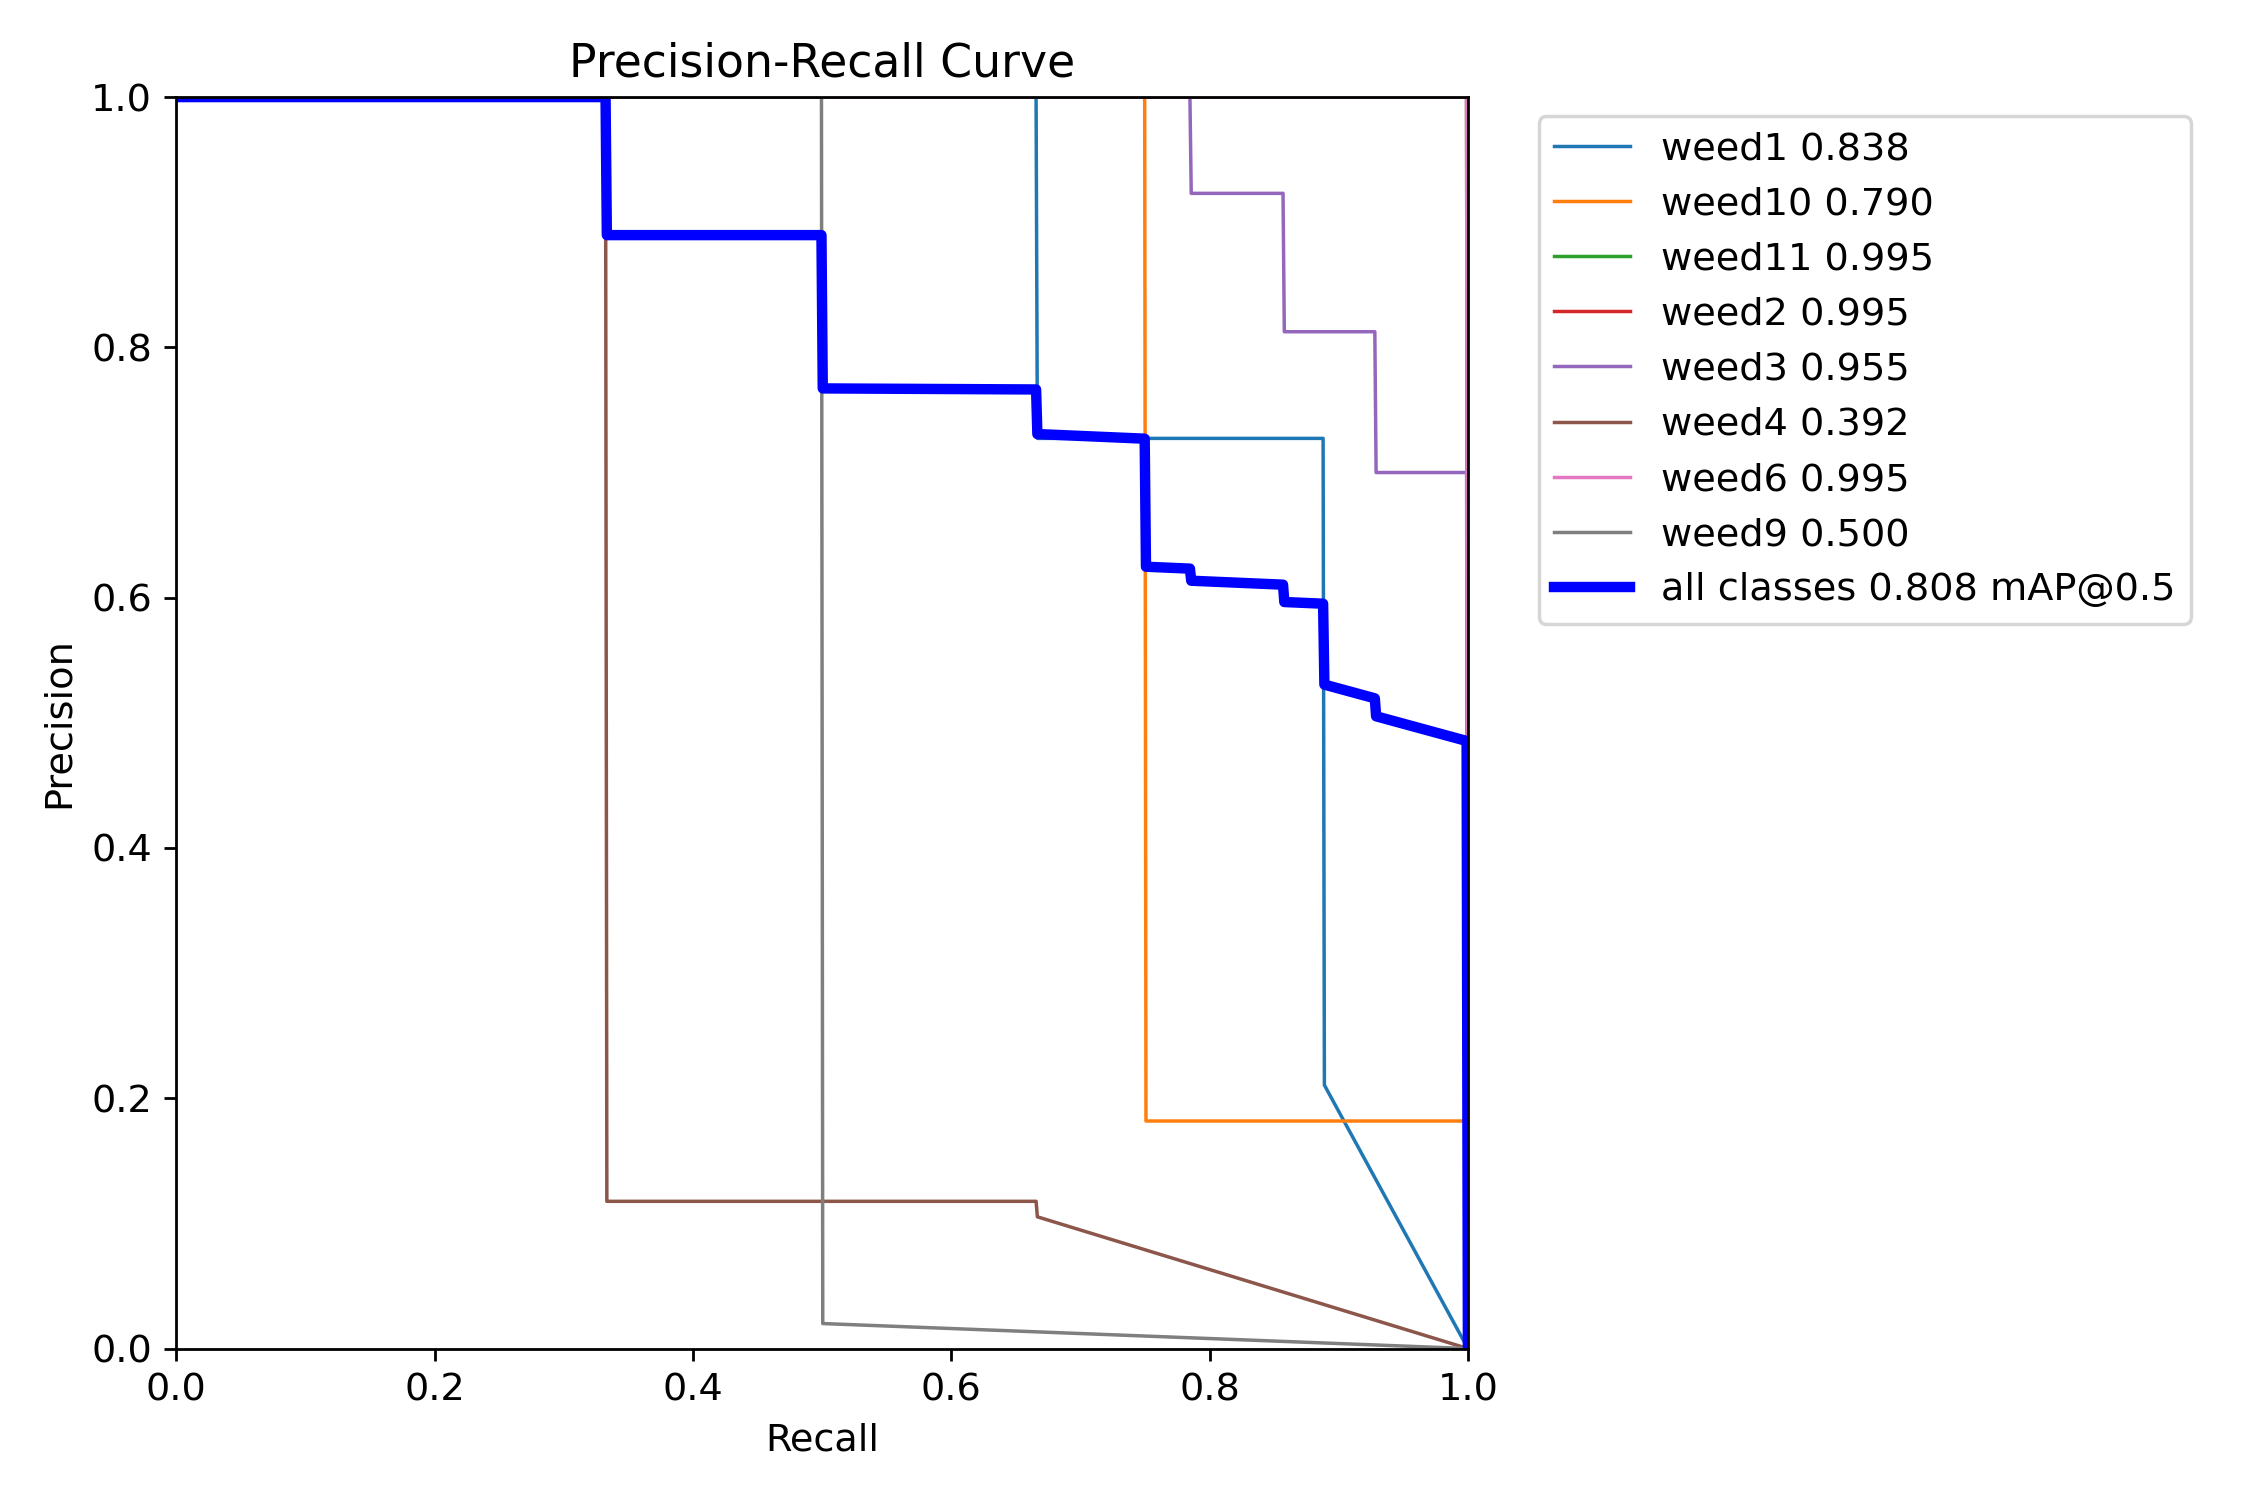 Precision-Recall Curve
1.0
0.8
0.6
0.4
0.2
0.0
Precision
0.0 0.2 0.4 0.6 0.8 1.0
Recall
weed1 0.838
weed10 0.790
weed11 0.995
weed2 0.995
weed3 0.955
weed4 0.392
weed6 0.995
weed9 0.500
all classes 0.808 mAP@0.5